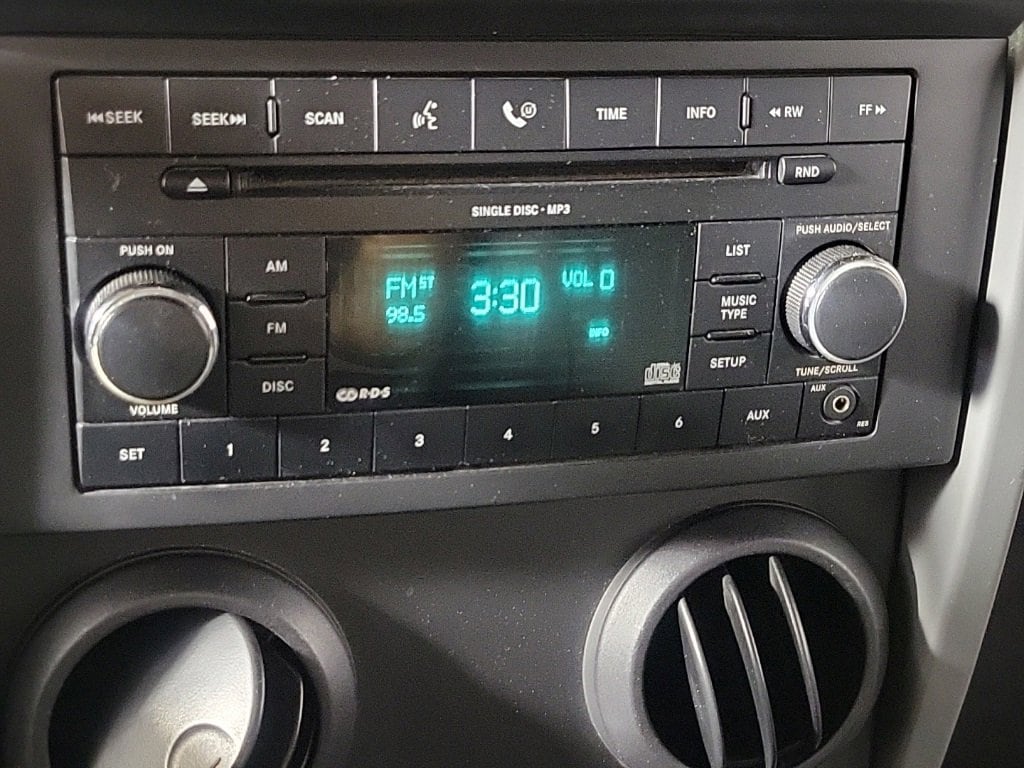 SEEK SEEK SCAN TIME INFO RW FF
RND
SINGLE DISC • MP3
PUSH ON
PUSH AUDIO/SELECT
AM
FM
DISC
VOLUME
FM ST 3:30 VOL 0
98.5
INFO
R·D·S
disc
LIST
MUSIC
TYPE
SETUP
TUNE/SCROLL
AUX
RES
SET 1 2 3 4 5 6 AUX